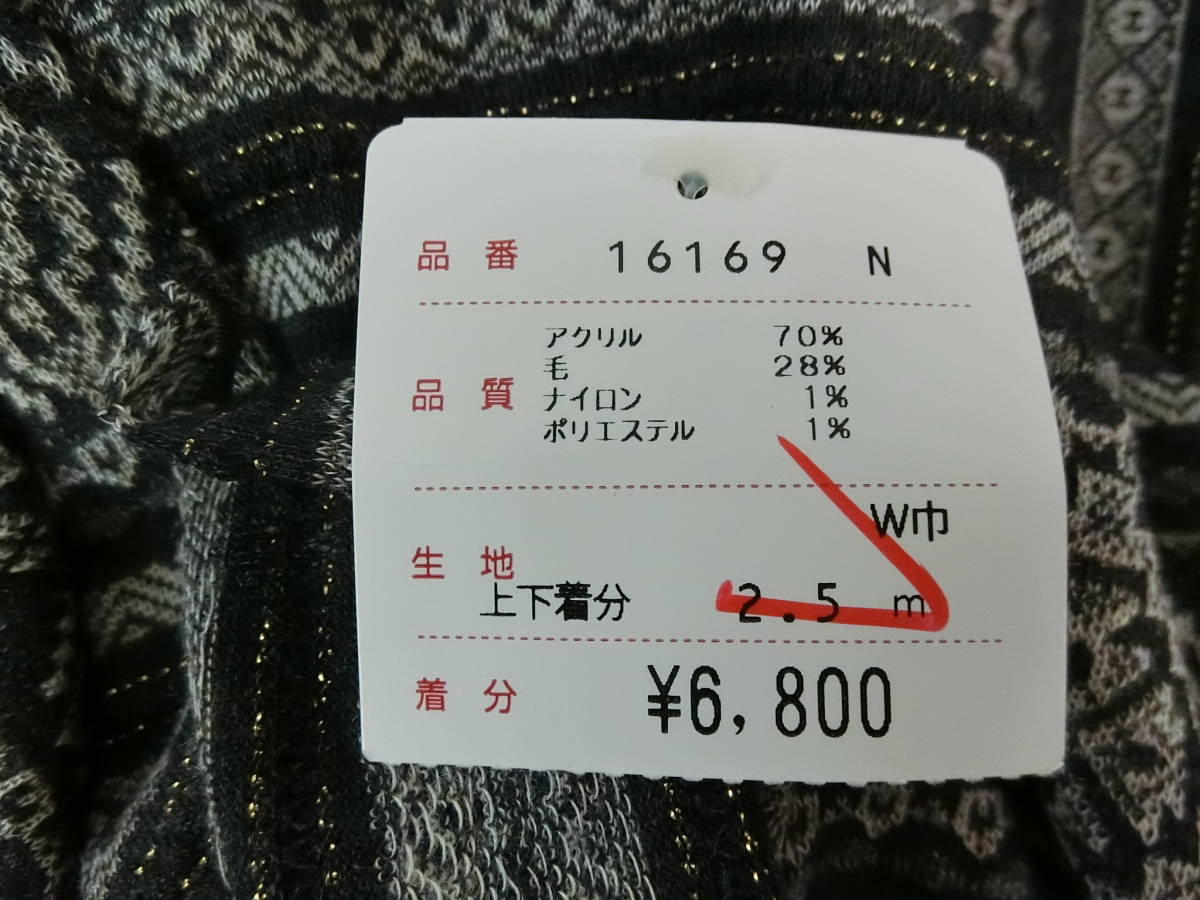 品番 16169 N
アクリル 70%
毛 28%
品質 ナイロン 1%
ポリエステル 1%
W巾
生地
上下着分 2.5 m
着分 ¥6,800